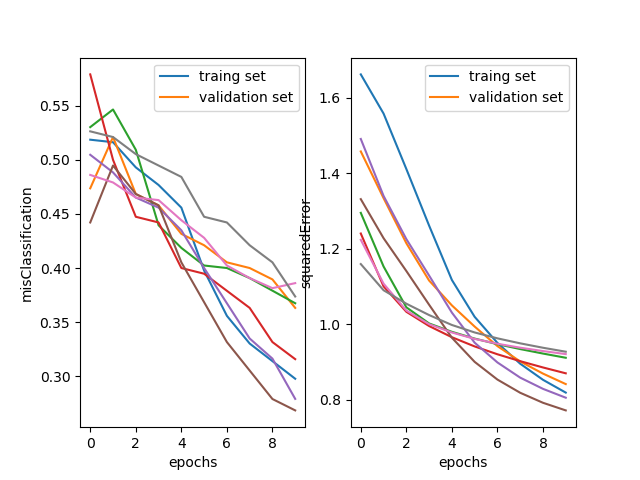 traing set
validation set
0.55
0.50
0.45
0.40
0.35
0.30
misClassification
0 2 4 6 8
epochs
traing set
validation set
1.6
1.4
1.2
1.0
0.8
squaredError
0 2 4 6 8
epochs